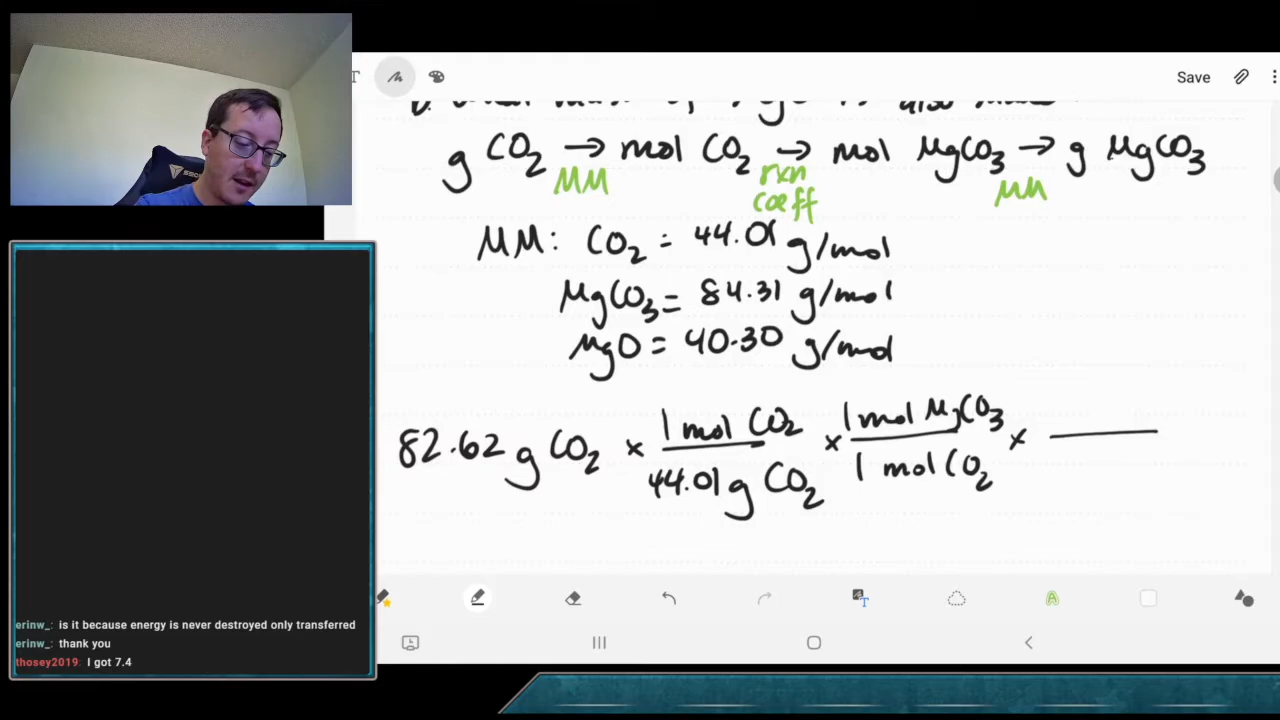 T
Save
g CO2 → mol CO2 → mol MgCO3 → g MgCO3
MM
rxn
coeff
MM
MM: CO2 = 44.01 g/mol
MgCO3 = 84.31 g/mol
MgO = 40.30 g/mol
82.62 g CO2 × 1 mol CO2 / 44.01 g CO2 × 1 mol MgCO3 / 1 mol CO2 ×
A
erinw_: is it because energy is never destroyed only transferred
erinw_: thank you
thosey2019: I got 7.4